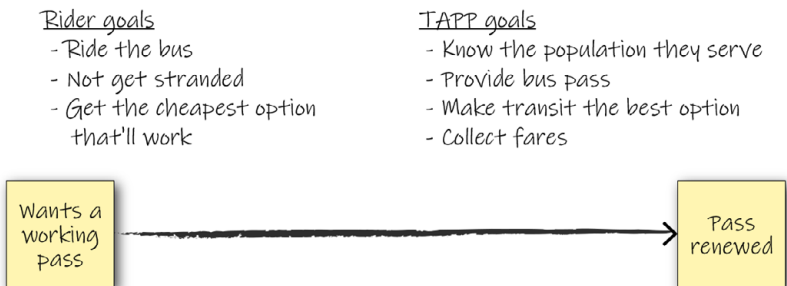 Rider goals
- Ride the bus
- Not get stranded
- Get the cheapest option
that'll work
TAPP goals
- Know the population they serve
- Provide bus pass
- Make transit the best option
- Collect fares
Wants a
working
pass
Pass
renewed